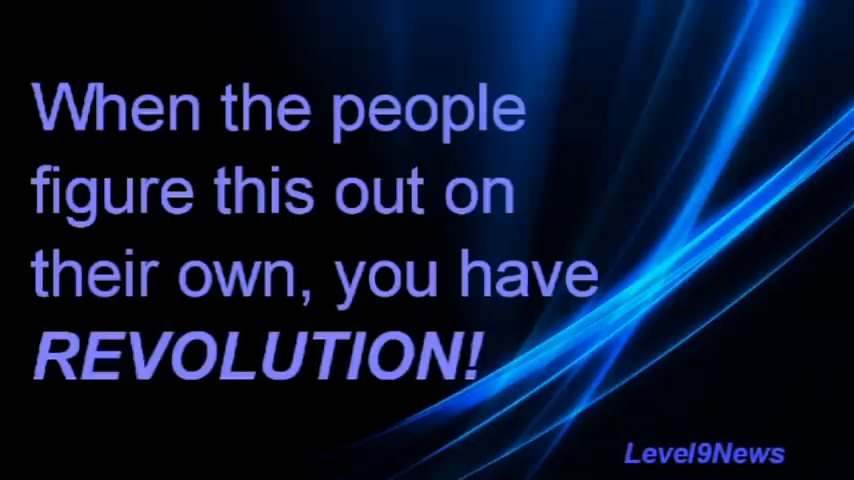 When the people
figure this out on
their own, you have
REVOLUTION!
Level9News